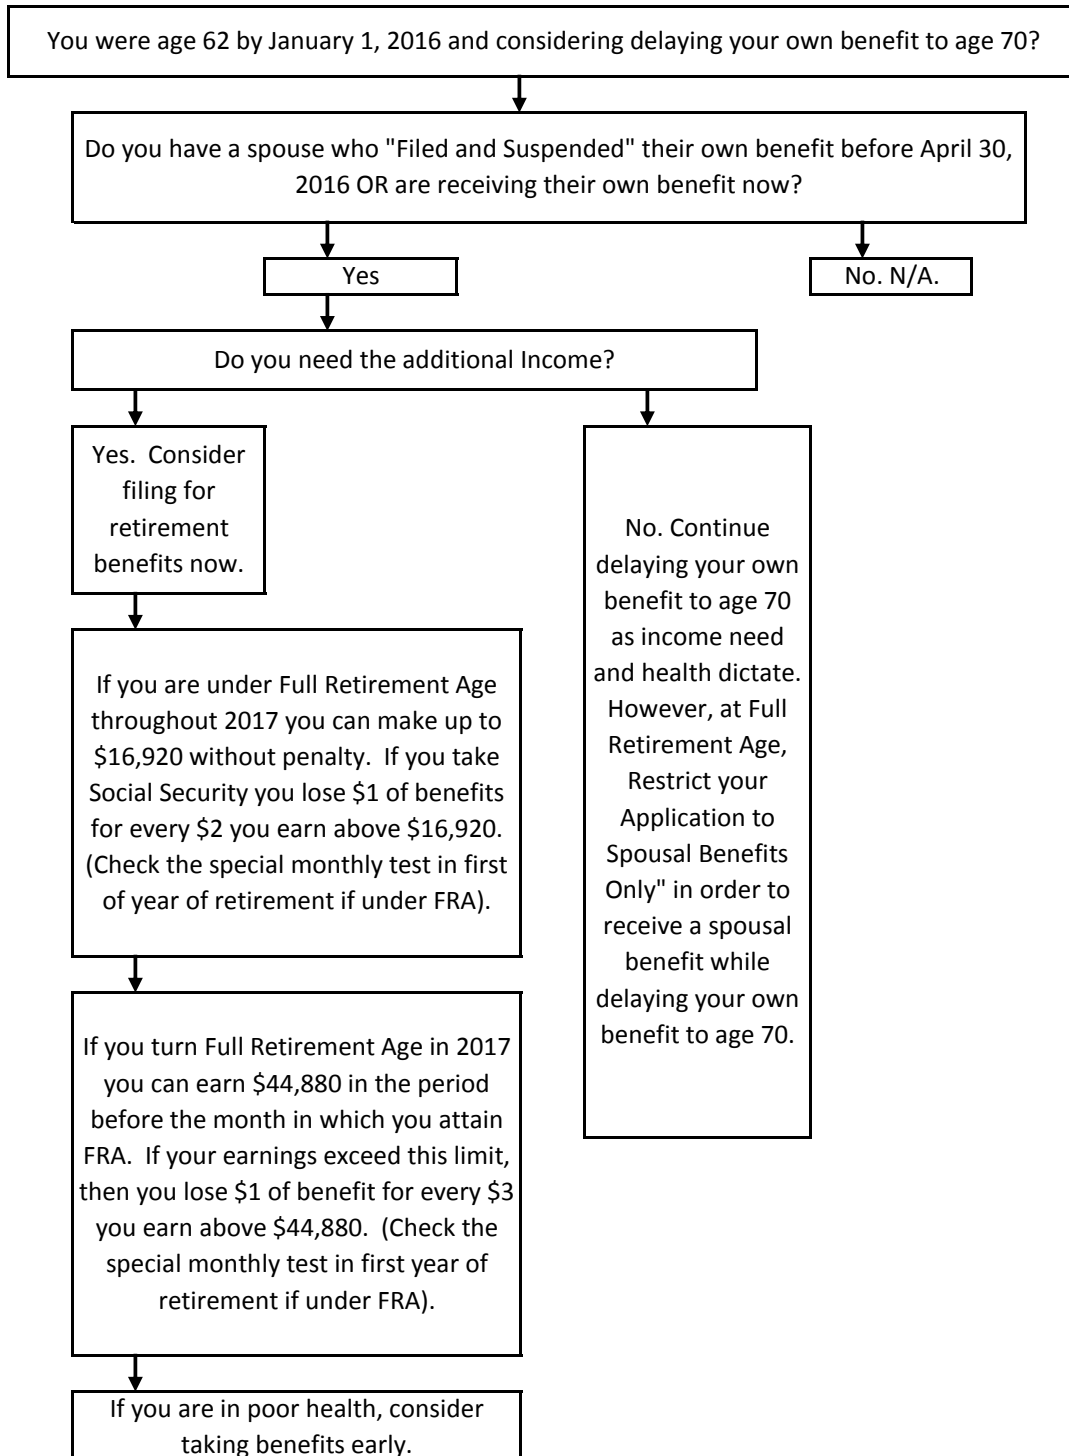 You were age 62 by January 1, 2016 and considering delaying your own benefit to age 70?
Do you have a spouse who "Filed and Suspended" their own benefit before April 30,
2016 OR are receiving their own benefit now?
Yes
No. N/A.
Do you need the additional Income?
Yes. Consider
filing for
retirement
benefits now.
If you are under Full Retirement Age
throughout 2017 you can make up to
$16,920 without penalty. If you take
Social Security you lose $1 of benefits
for every $2 you earn above $16,920.
(Check the special monthly test in first
of year of retirement if under FRA).
If you turn Full Retirement Age in 2017
you can earn $44,880 in the period
before the month in which you attain
FRA. If your earnings exceed this limit,
then you lose $1 of benefit for every $3
you earn above $44,880. (Check the
special monthly test in first year of
retirement if under FRA).
If you are in poor health, consider
taking benefits early.
No. Continue
delaying your own
benefit to age 70
as income need
and health dictate.
However, at Full
Retirement Age,
Restrict your
Application to
Spousal Benefits
Only" in order to
receive a spousal
benefit while
delaying your own
benefit to age 70.